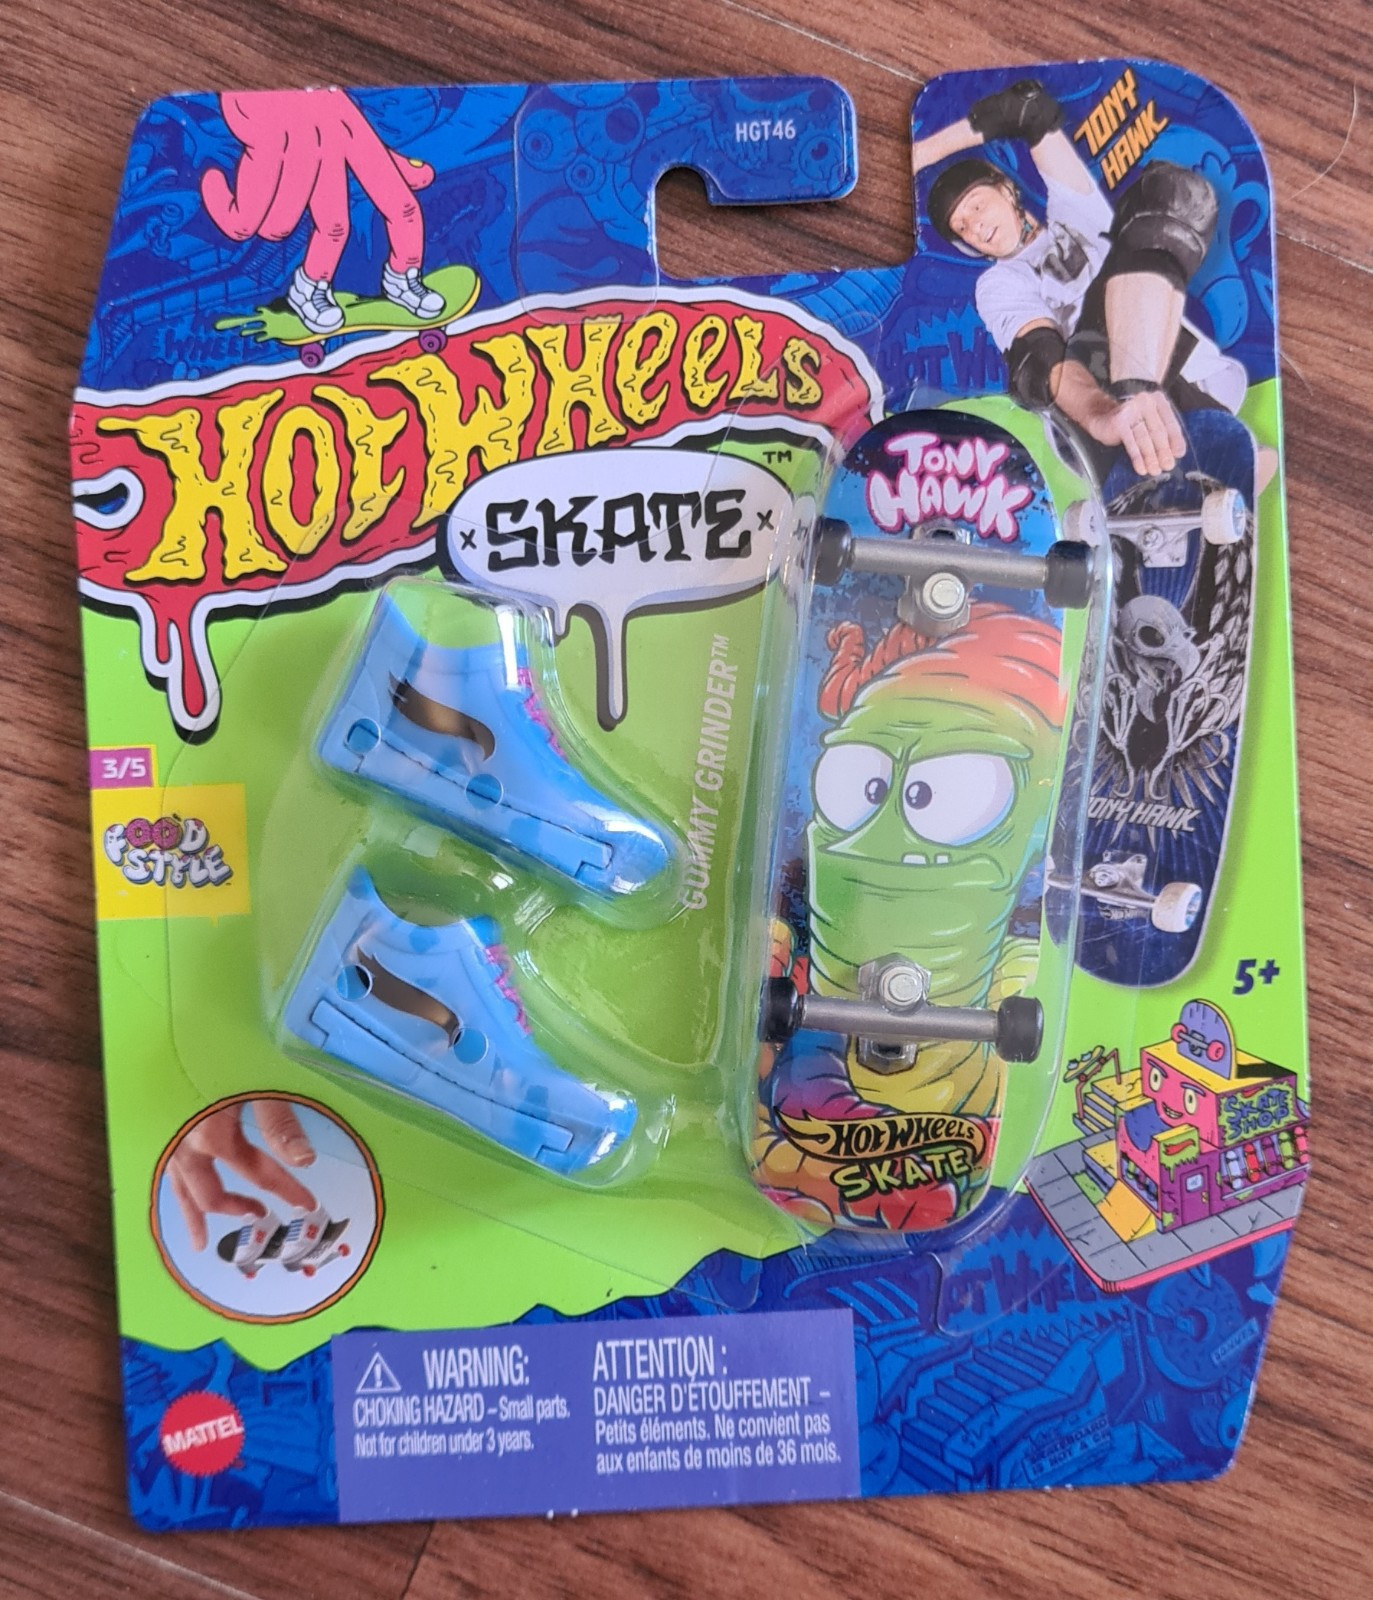 HGT46
TONY
HAWK
HOT WHEELS
SKATE
TM
TONY
HAWK
GUMMY GRINDER™
3/5
FOOD
STYLE
TONY HAWK
5+
SKATE
SHOP
HOT WHEELS
SKATE
WARNING:
CHOKING HAZARD – Small parts.
Not for children under 3 years.
ATTENTION :
DANGER D'ÉTOUFFEMENT –
Petits éléments. Ne convient pas
aux enfants de moins de 36 mois.
MATTEL